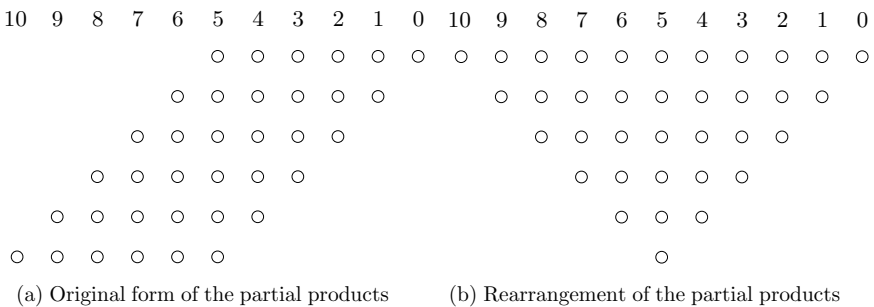 10 9 8 7 6 5 4 3 2 1 0 10 9 8 7 6 5 4 3 2 1 0
(a) Original form of the partial products
(b) Rearrangement of the partial products